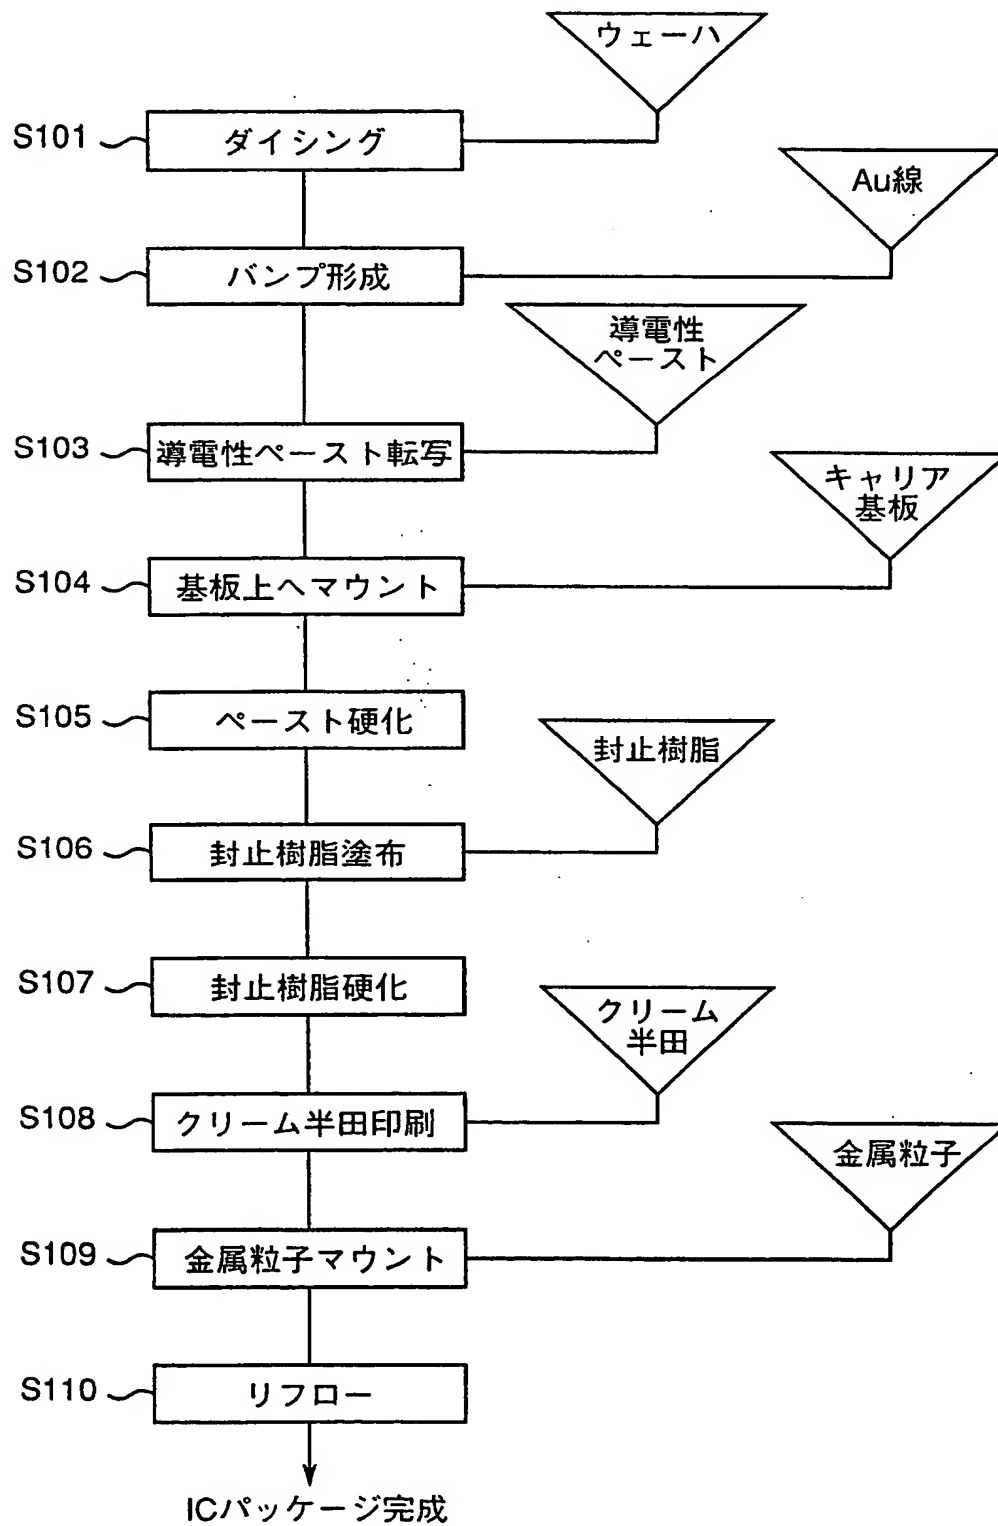 ウェーハ
S101
ダイシング
Au線
S102
バンプ形成
導電性
ペースト
S103
導電性ペースト転写
キャリア
基板
S104
基板上へマウント
S105
ペースト硬化
封止樹脂
S106
封止樹脂塗布
S107
封止樹脂硬化
クリーム
半田
S108
クリーム半田印刷
金属粒子
S109
金属粒子マウント
S110
リフロー
ICパッケージ完成